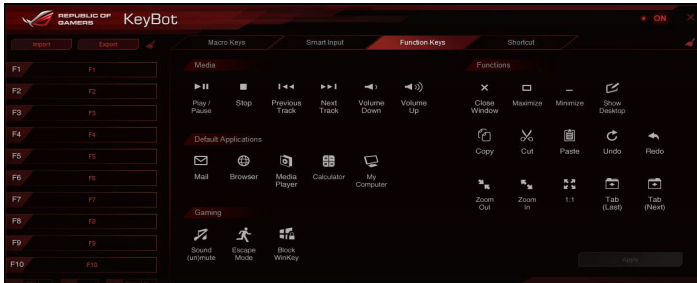 REPUBLIC OF
GAMERS
KeyBot
ON
Import
Export
Macro Keys
Smart Input
Function Keys
Shortcut
F1
F1
F2
F2
F3
F3
F4
F4
F5
F5
F6
F6
F7
F7
F8
F8
F9
F9
F10
F10
Media
Play /
Pause
Stop
Previous
Track
Next
Track
Volume
Down
Volume
Up
Default Applications
Mail
Browser
Media
Player
Calculator
My
Computer
Gaming
Sound
(un)mute
Escape
Mode
Block
WinKey
Functions
Close
Window
Maximize
Minimize
Show
Desktop
Copy
Cut
Paste
Undo
Redo
Zoom
Out
Zoom
In
1:1
Tab
(Last)
Tab
(Next)
Apply